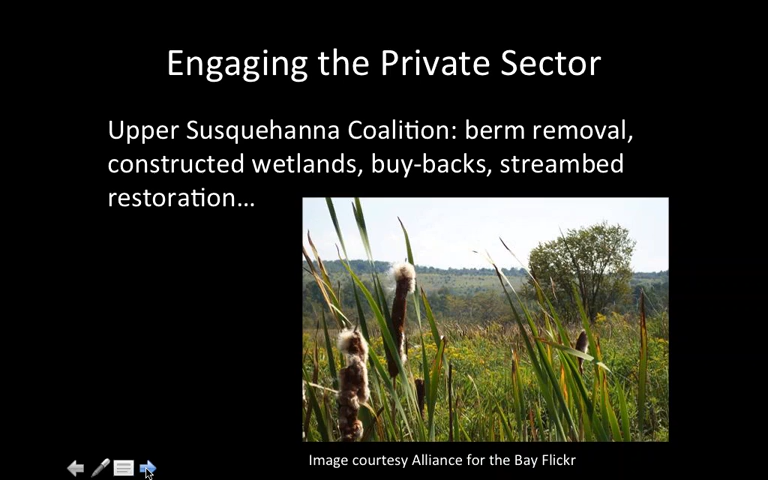 Engaging the Private Sector
Upper Susquehanna Coalition: berm removal,
constructed wetlands, buy-backs, streambed
restoration...
Image courtesy Alliance for the Bay Flickr